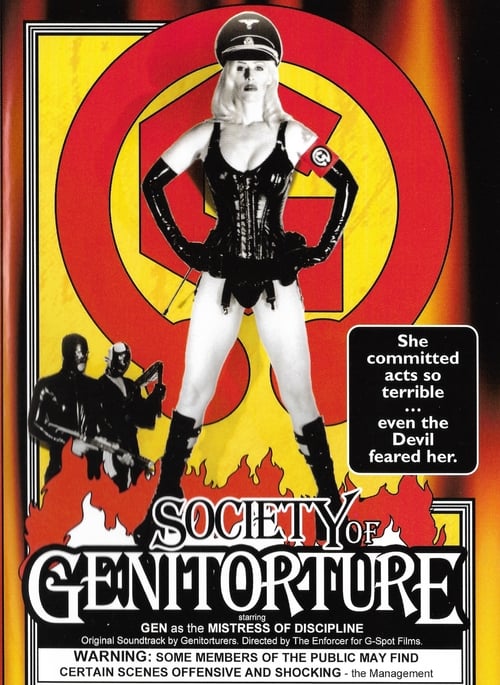 She
committed
acts so
terrible
...
even the
Devil
feared her.
SOCIETY OF
GENITORTURE
starring
GEN as the MISTRESS OF DISCIPLINE
Original Soundtrack by Genitorturers. Directed by The Enforcer for G-Spot Films.
WARNING: SOME MEMBERS OF THE PUBLIC MAY FIND
CERTAIN SCENES OFFENSIVE AND SHOCKING - the Management